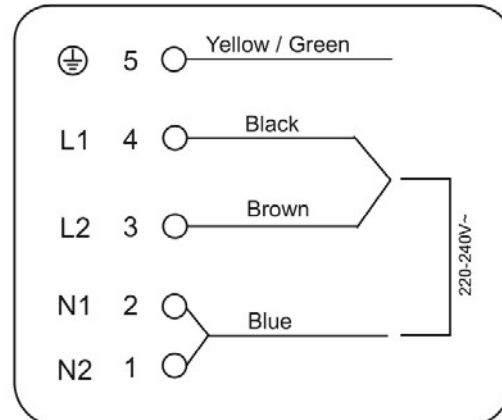 5 Yellow / Green
L1 4 Black
L2 3 Brown
N1 2
Blue
N2 1
220-240V~